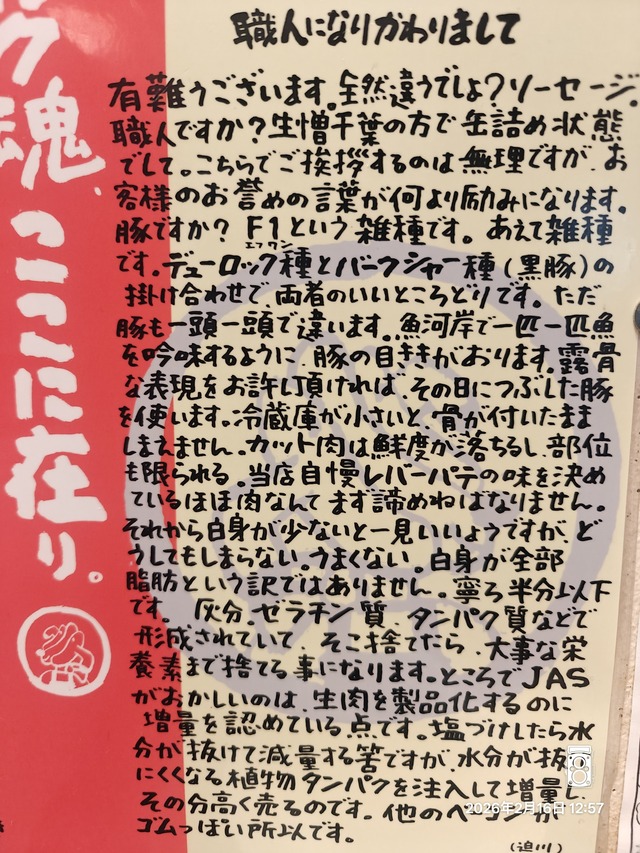 魂、ここに在り。
職人になりかわりまして
有難うございます。全然違うでしょ？ソーセージ
職人ですか？生憎千葉の方で缶詰め状態
でして。こちらでご挨拶するのは無理ですが、お
客様のお誉めの言葉が何より励みになります。
豚ですか？F1という雑種です。あえて雑種
エフワン
です。デューロック種とバークシャー種（黒豚）の
掛け合わせで、両者のいいところどりです。ただ
豚も一頭一頭で違います。魚河岸で一匹一匹魚
を吟味するように、豚の目ききがおります。露骨
な表現をお許し頂ければ、その日につぶした豚
を使います。冷蔵庫が小さいと、骨が付いたまま
しまえません。カット肉は鮮度が落ちるし、部位
も限られる。当店自慢レバーパテの味を決め
ているほほ肉なんてまず諦めねばなりません。
それから白身が少ないと一見いいようですが、ど
うしてもしまらない。うまくない。白身が全部
脂肪という訳ではありません。寧ろ半分以下
です。灰分。ゼラチン質、タンパク質などで
形成されていて、そこ捨てたら、大事な栄
養素まで捨てる事になります。ところでJAS
がおかしいのは、生肉を製品化するのに
増量を認めている点です。塩づけしたら水
分が抜けて減量する筈ですが、水分が抜
にくくなる植物タンパクを注入して増量し
その分高く売るのです。他のベーコンが
ゴムっぽい所以です。
（迫川）
2026年2月16日 12:57